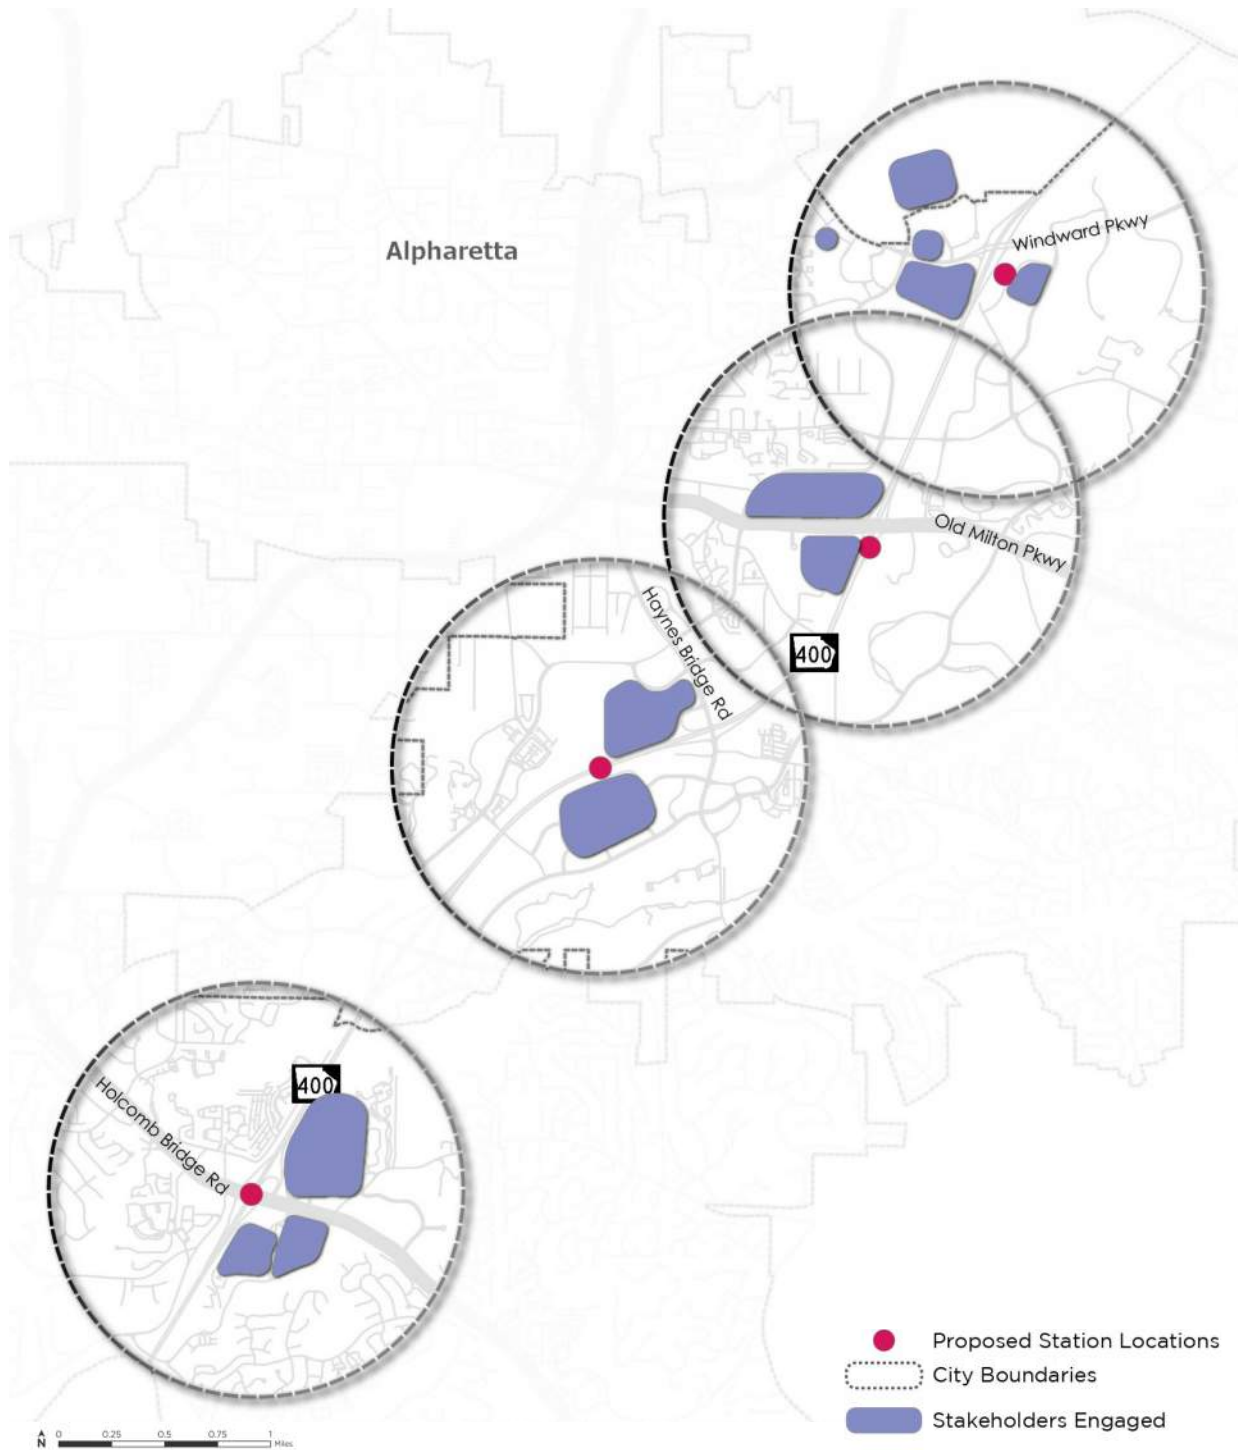 Alpharetta
Windward Pkwy
Old Milton Pkwy
Haynes Bridge Rd
400
400
Holcomb Bridge Rd
Proposed Station Locations
City Boundaries
Stakeholders Engaged
N
0 0.25 0.5 0.75 1
Miles